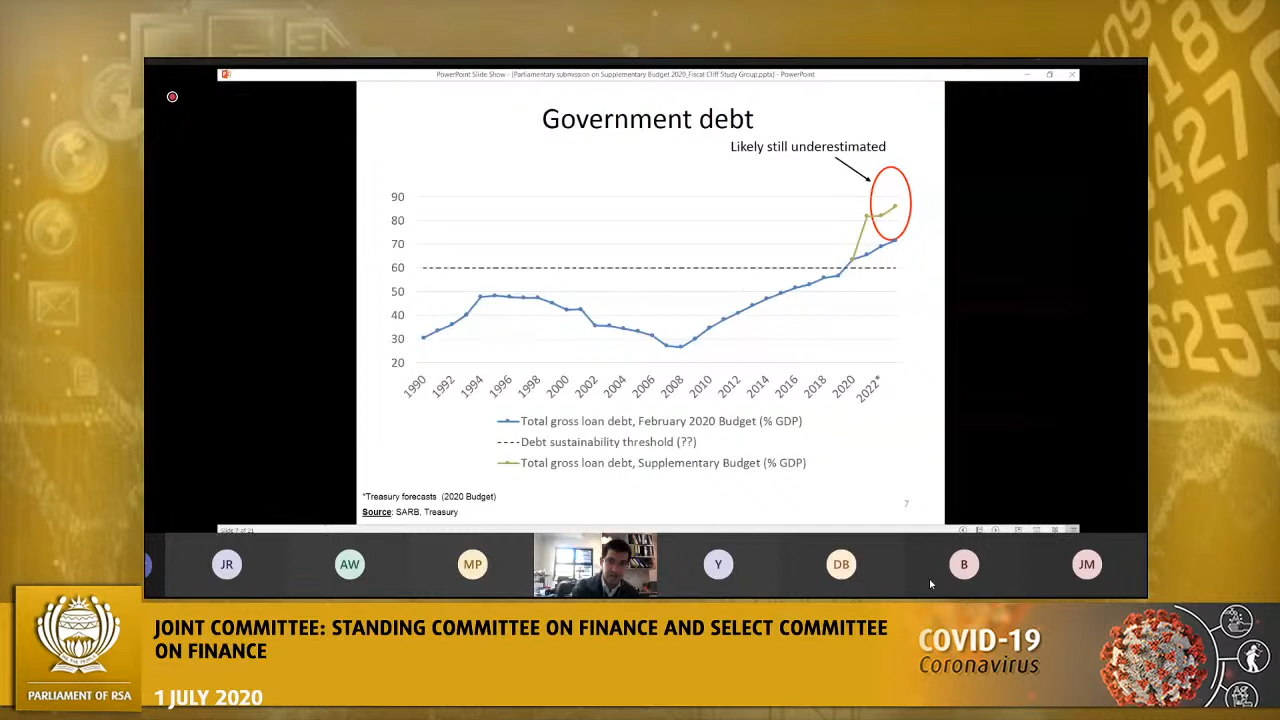 PowerPoint Slide Show - [Parliamentary submission on Supplementary Budget 2020_Fiscal Cliff Study Group.pptx] - PowerPoint
Government debt
Likely still underestimated
90
80
70
60
50
40
30
20
1990
1992
1994
1996
1998
2000
2002
2004
2006
2008
2010
2012
2014
2016
2018
2020
2022*
Total gross loan debt, February 2020 Budget (% GDP)
Debt sustainability threshold (??)
Total gross loan debt, Supplementary Budget (% GDP)
*Treasury forecasts (2020 Budget)
Source: SARB, Treasury
7
Slide 7 of 21
JR
AW
MP
Y
DB
B
JM
JOINT COMMITTEE: STANDING COMMITTEE ON FINANCE AND SELECT COMMITTEE
ON FINANCE
1 JULY 2020
PARLIAMENT OF RSA
COVID-19
Coronavirus